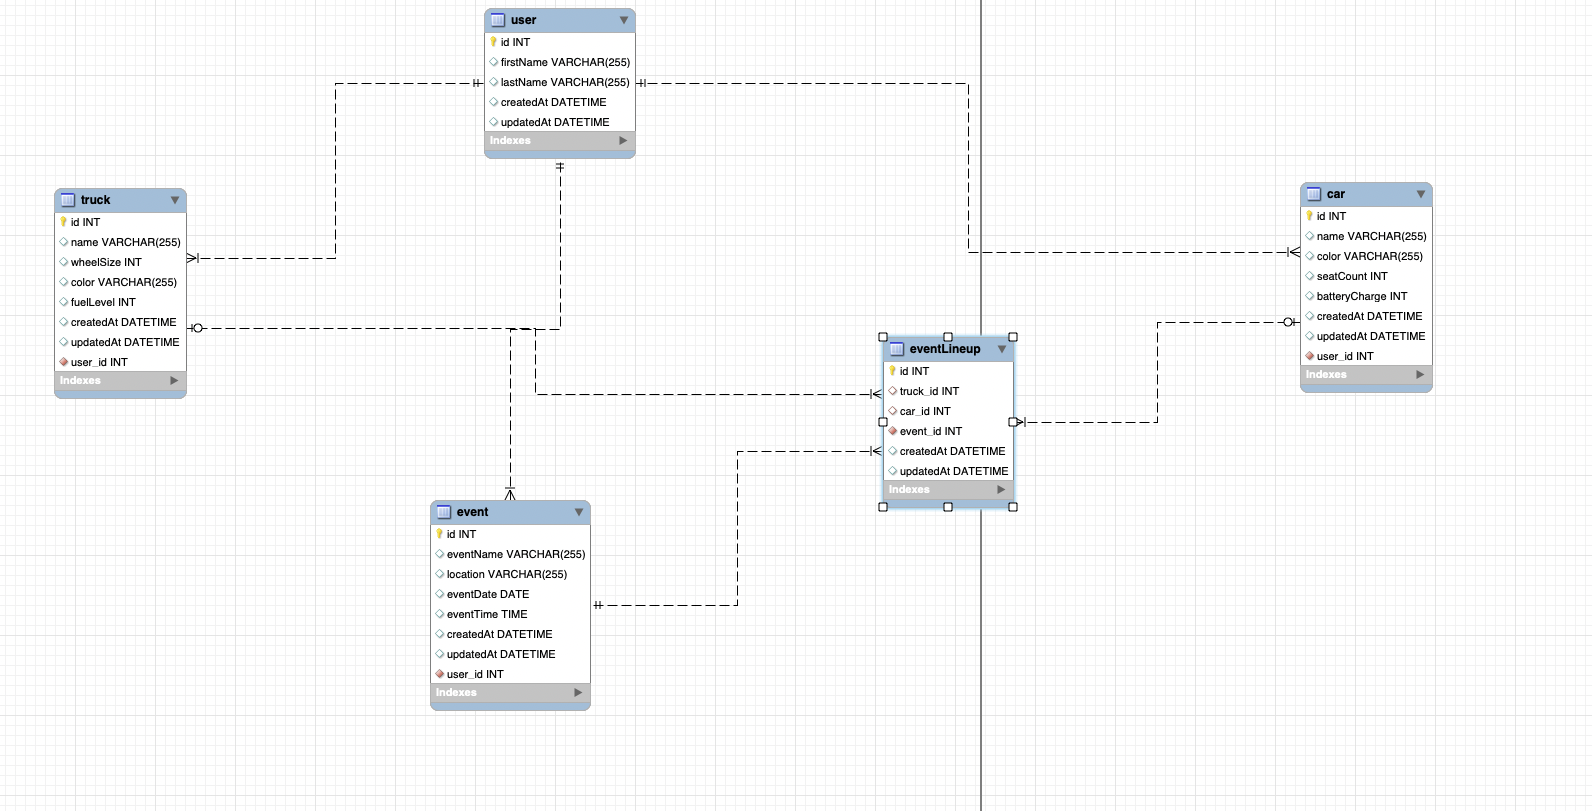 user
id INT
firstName VARCHAR(255)
lastName VARCHAR(255)
createdAt DATETIME
updatedAt DATETIME
Indexes
truck
id INT
name VARCHAR(255)
wheelSize INT
color VARCHAR(255)
fuelLevel INT
createdAt DATETIME
updatedAt DATETIME
user_id INT
Indexes
car
id INT
name VARCHAR(255)
color VARCHAR(255)
seatCount INT
batteryCharge INT
createdAt DATETIME
updatedAt DATETIME
user_id INT
Indexes
eventLineup
id INT
truck_id INT
car_id INT
event_id INT
createdAt DATETIME
updatedAt DATETIME
Indexes
event
id INT
eventName VARCHAR(255)
location VARCHAR(255)
eventDate DATE
eventTime TIME
createdAt DATETIME
updatedAt DATETIME
user_id INT
Indexes